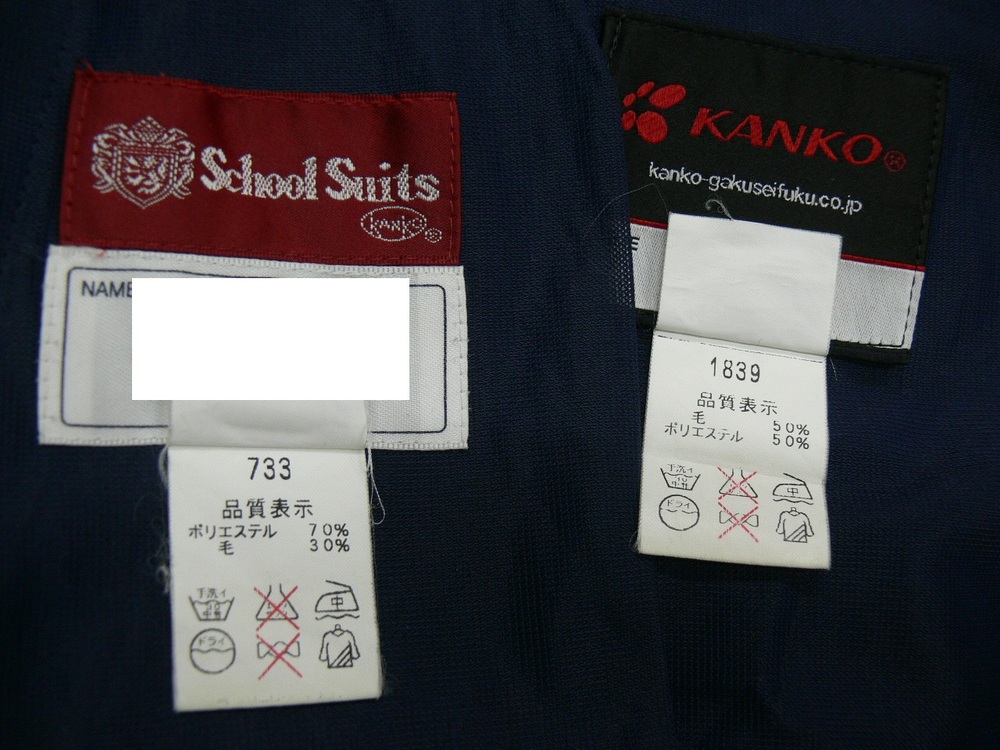 School Suits
KANKO ®
NAME
733
品質表示
ポリエステル 70%
毛 30%
手洗イ
中
ドライ
KANKO ®
kanko-gakuseifuku.co.jp
E
1839
品質表示
毛 50%
ポリエステル 50%
手洗イ
中
ドライ